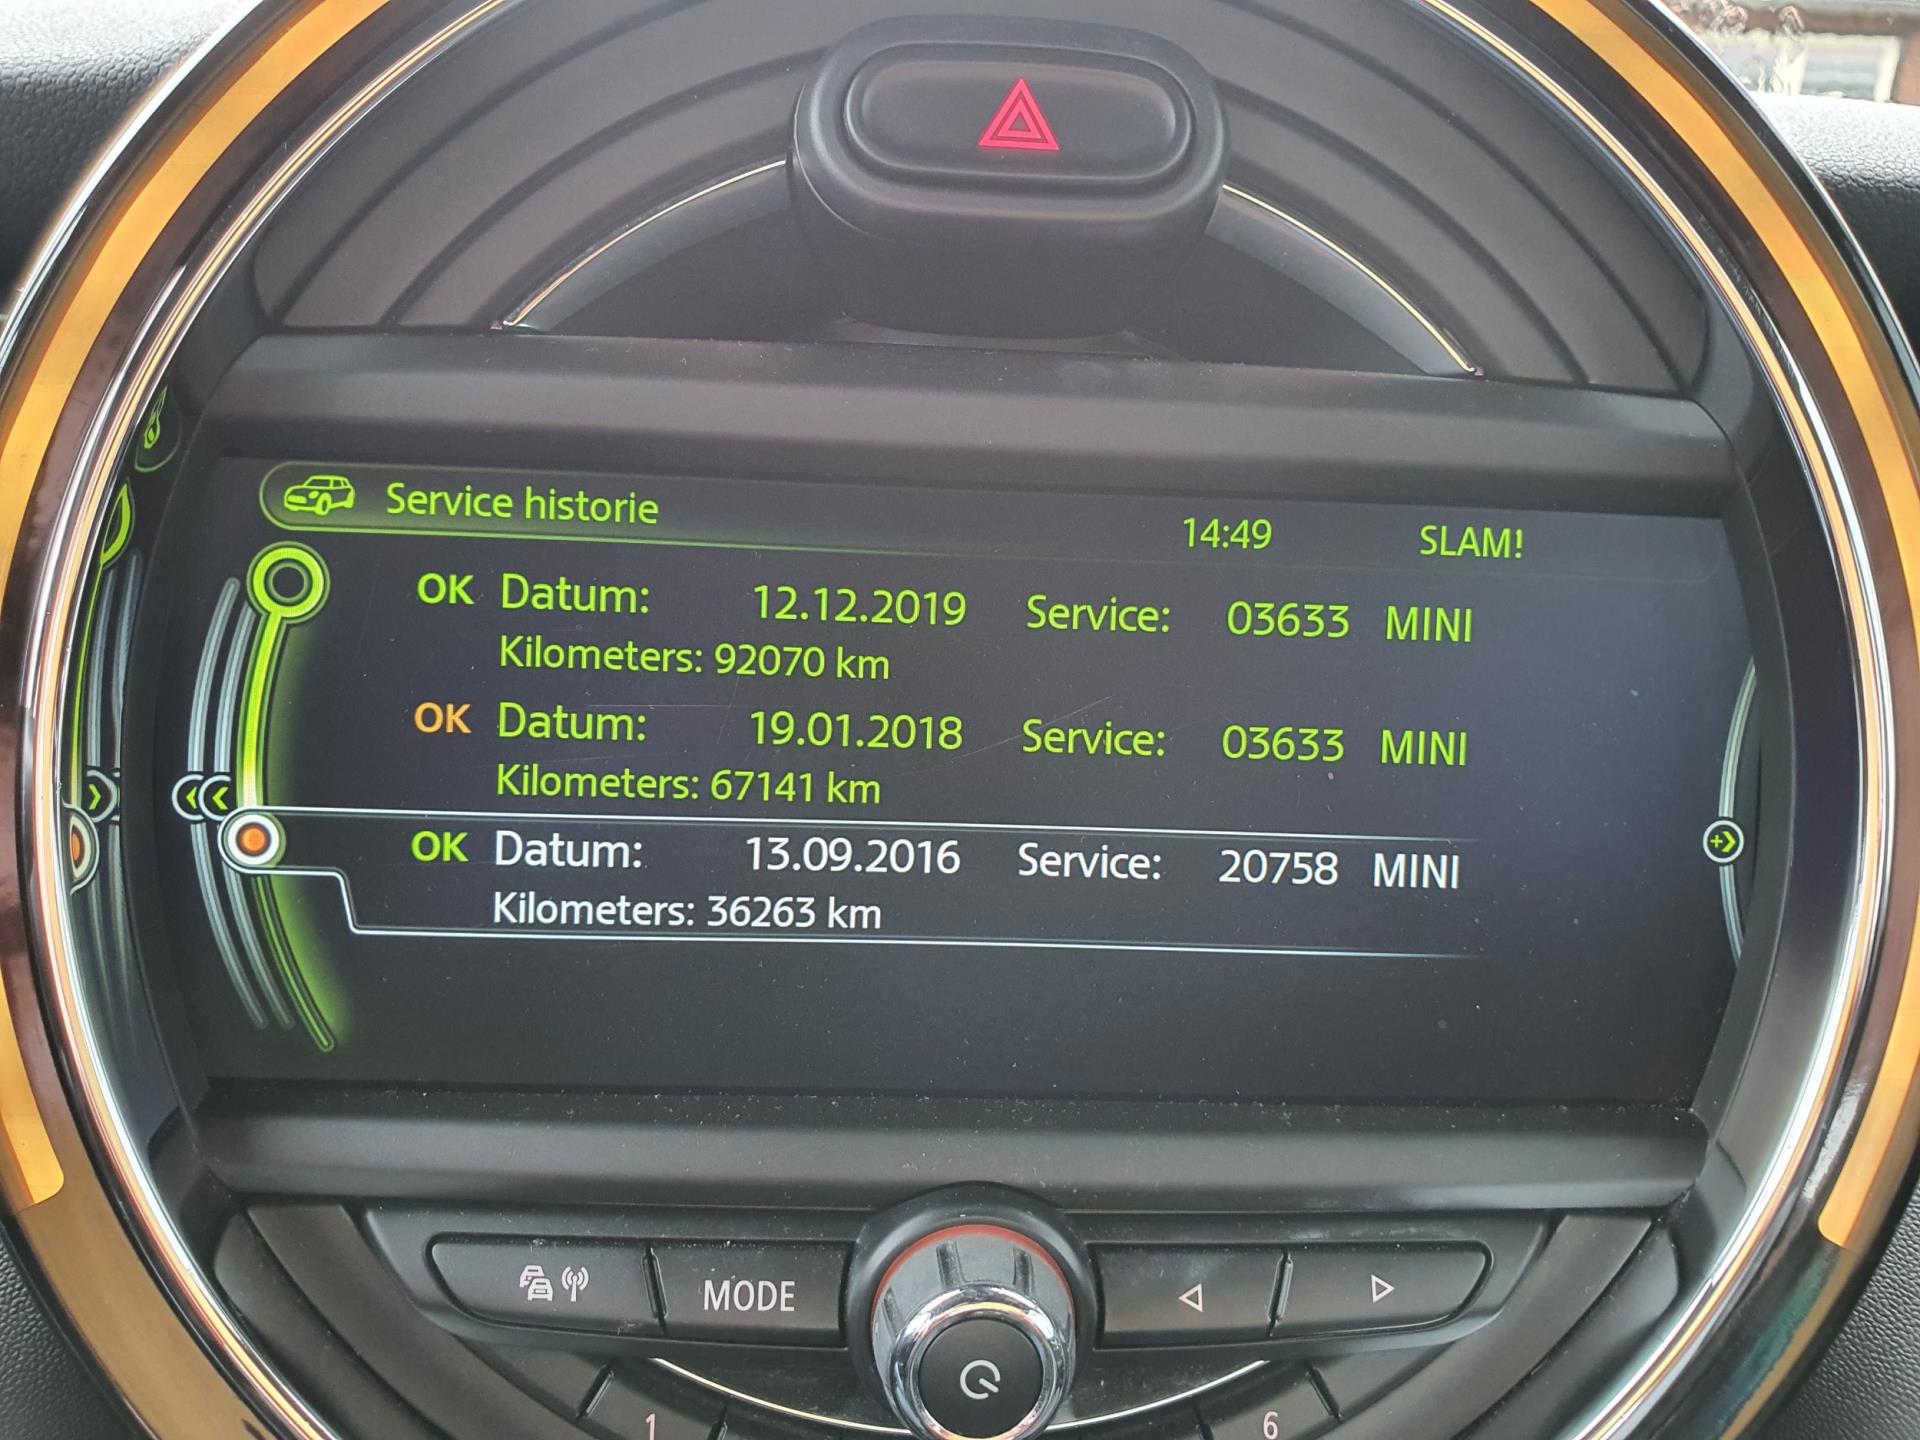 Service historie 14:49 SLAM!
OK Datum: 12.12.2019 Service: 03633 MINI
Kilometers: 92070 km
OK Datum: 19.01.2018 Service: 03633 MINI
Kilometers: 67141 km
OK Datum: 13.09.2016 Service: 20758 MINI
Kilometers: 36263 km
MODE
1 6